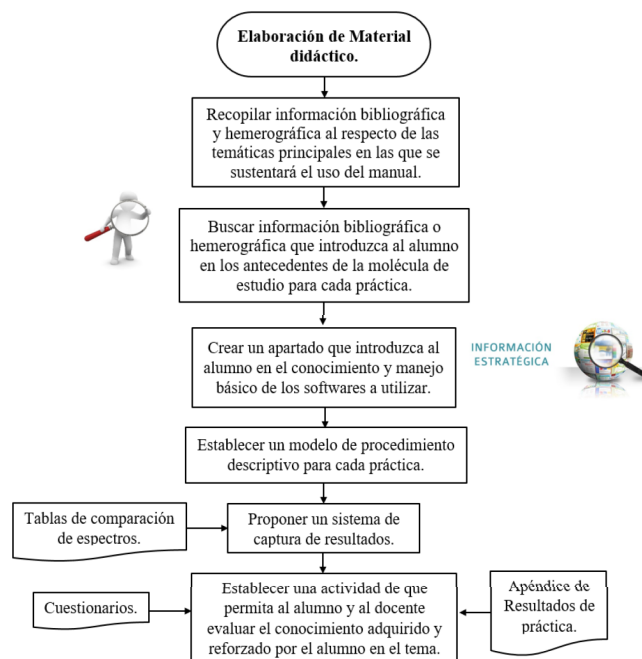 Elaboración de Material
didáctico.
Recopilar información bibliográfica
y hemerográfica al respecto de las
temáticas principales en las que se
sustentará el uso del manual.
Buscar información bibliográfica o
hemerográfica que introduzca al alumno
en los antecedentes de la molécula de
estudio para cada práctica.
Crear un apartado que introduzca al
alumno en el conocimiento y manejo
básico de los softwares a utilizar.
INFORMACIÓN
ESTRATÉGICA
Establecer un modelo de procedimiento
descriptivo para cada práctica.
Tablas de comparación
de espectros.
Proponer un sistema de
captura de resultados.
Cuestionarios.
Establecer una actividad de que
permita al alumno y al docente
evaluar el conocimiento adquirido y
reforzado por el alumno en el tema.
Apéndice de
Resultados de
práctica.